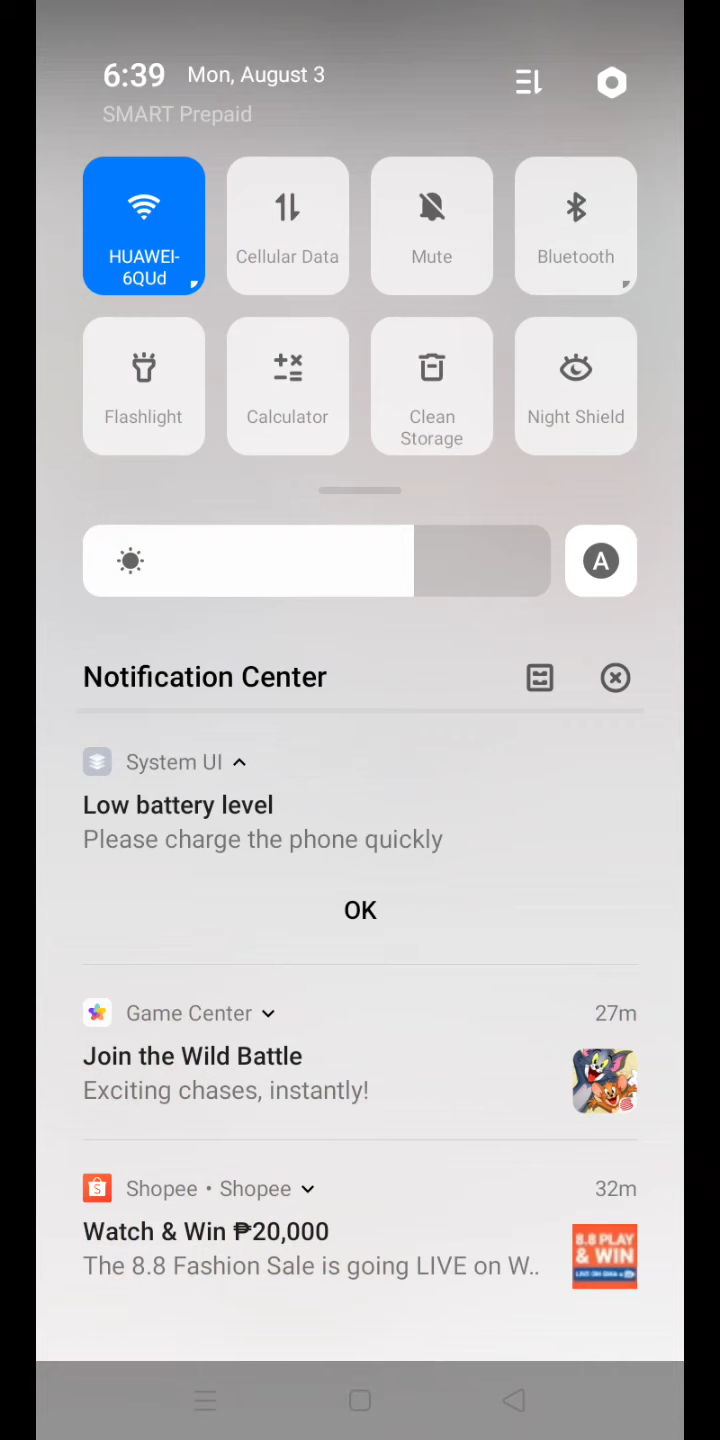 6:39 Mon, August 3
SMART Prepaid
HUAWEI-
6QUd
Cellular Data
Mute
Bluetooth
Flashlight
Calculator
Clean
Storage
Night Shield
A
Notification Center
System UI
Low battery level
Please charge the phone quickly
OK
Game Center 27m
Join the Wild Battle
Exciting chases, instantly!
Shopee • Shopee 32m
Watch & Win ₱20,000
The 8.8 Fashion Sale is going LIVE on W..
8.8 PLAY
& WIN